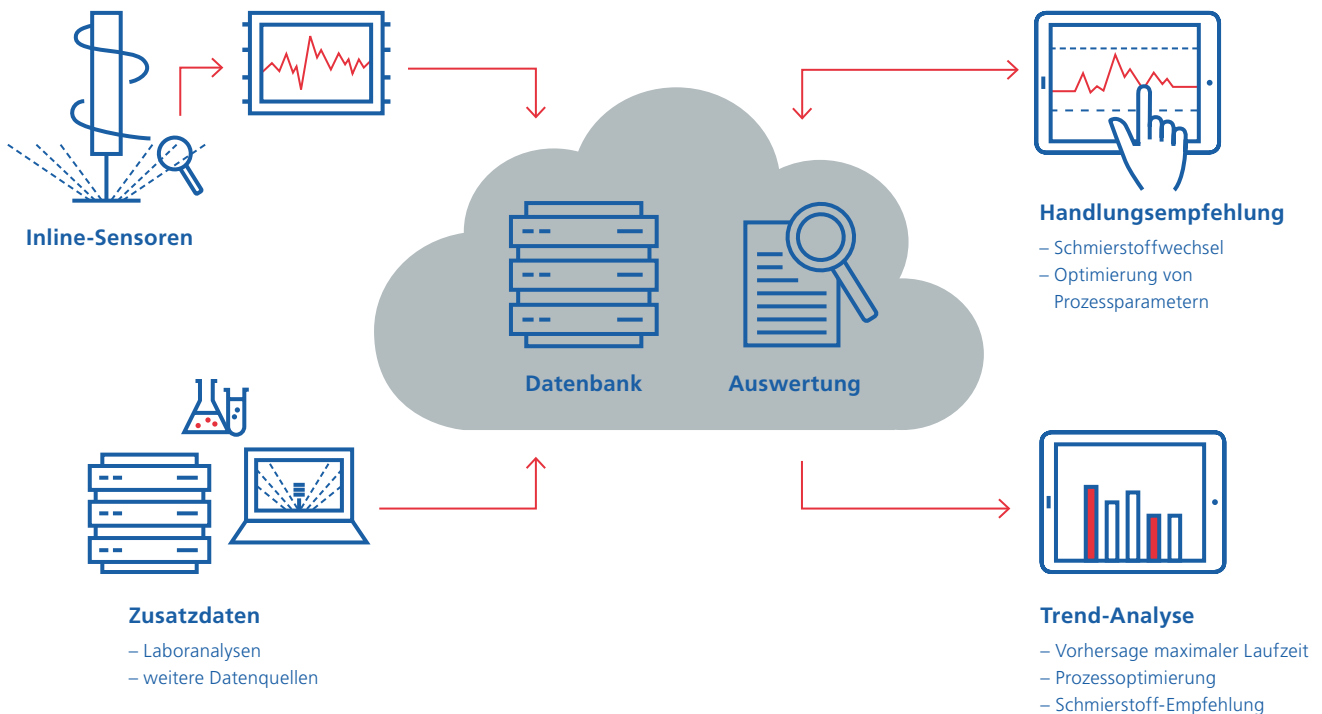 Inline-Sensoren
Datenbank
Auswertung
Handlungsempfehlung
– Schmierstoffwechsel
– Optimierung von
Prozessparametern
Zusatzdaten
– Laboranalysen
– weitere Datenquellen
Trend-Analyse
– Vorhersage maximaler Laufzeit
– Prozessoptimierung
– Schmierstoff-Empfehlung